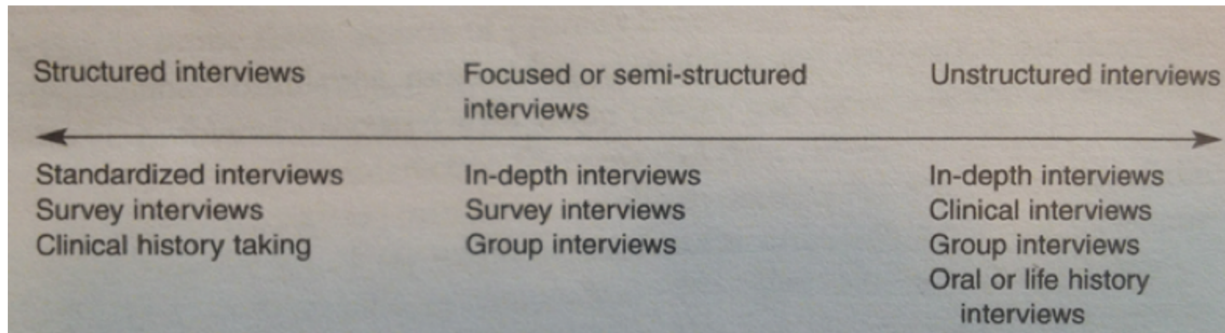 Structured interviews
Focused or semi-structured
interviews
Unstructured interviews
Standardized interviews
Survey interviews
Clinical history taking
In-depth interviews
Survey interviews
Group interviews
In-depth interviews
Clinical interviews
Group interviews
Oral or life history
interviews